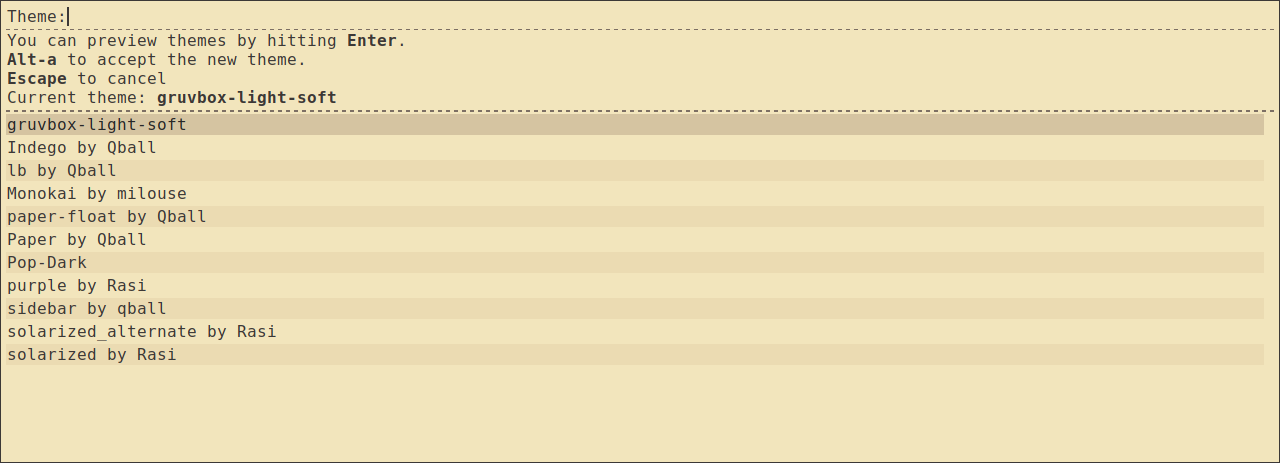 Theme:
You can preview themes by hitting Enter.
Alt-a to accept the new theme.
Escape to cancel
Current theme: gruvbox-light-soft
gruvbox-light-soft
Indego by Qball
lb by Qball
Monokai by milouse
paper-float by Qball
Paper by Qball
Pop-Dark
purple by Rasi
sidebar by qball
solarized_alternate by Rasi
solarized by Rasi